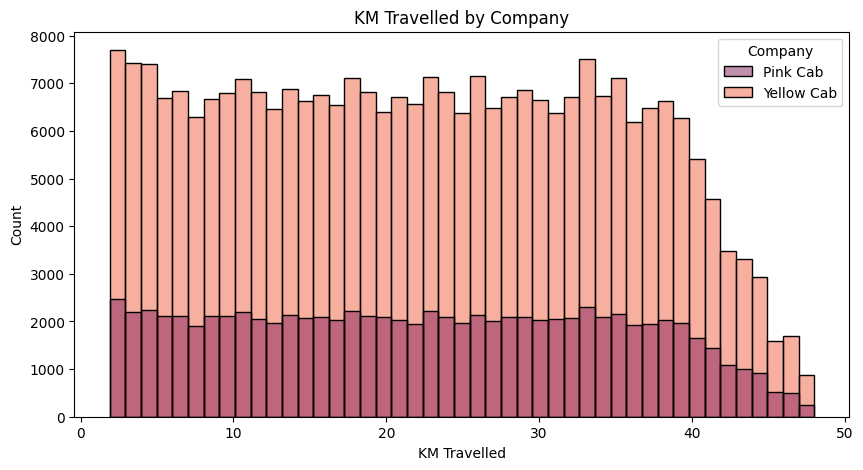 KM Travelled by Company
Company
Pink Cab
Yellow Cab
8000
7000
6000
5000
4000
3000
2000
1000
0
Count
0 10 20 30 40 50
KM Travelled